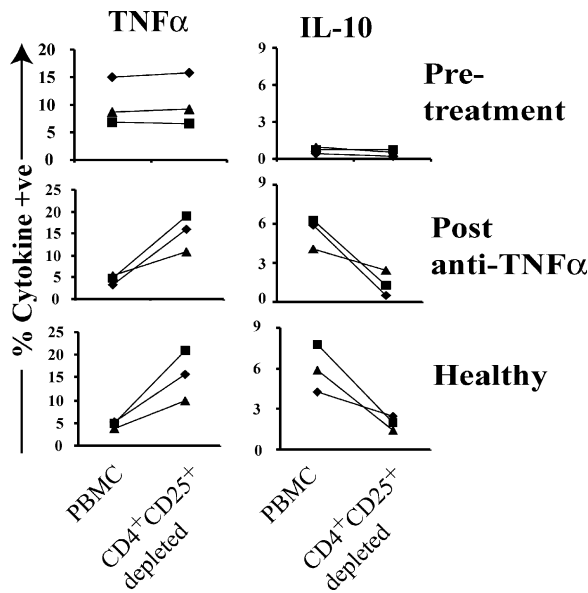 TNFα
IL-10
% Cytokine +ve
20
15
10
5
0
9
6
3
0
Pre-
treatment
25
20
15
10
5
0
9
6
3
0
Post
anti-TNFα
25
20
15
10
5
0
9
6
3
0
Healthy
PBMC
CD4+CD25+
depleted
PBMC
CD4+CD25+
depleted